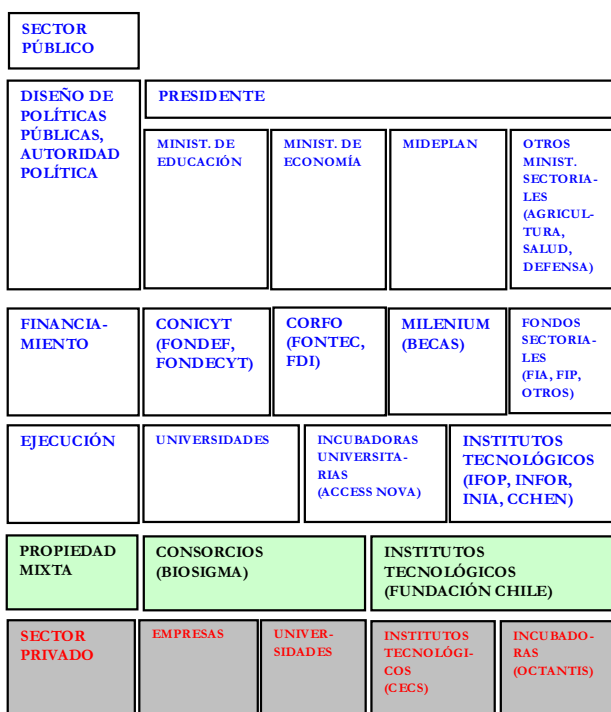 SECTOR
PÚBLICO
DISEÑO DE
POLÍTICAS
PÚBLICAS,
AUTORIDAD
POLÍTICA
PRESIDENTE
MINIST. DE
EDUCACIÓN
MINIST. DE
ECONOMÍA
MIDEPLAN
OTROS
MINIST.
SECTORIA-
LES
(AGRICUL-
TURA,
SALUD,
DEFENSA)
FINANCIA-
MIENTO
CONICYT
(FONDEF,
FONDECYT)
CORFO
(FONTEC,
FDI)
MILENIUM
(BECAS)
FONDOS
SECTORIA-
LES
(FIA, FIP,
OTROS)
EJECUCIÓN
UNIVERSIDADES
INCUBADORAS
UNIVERSITA-
RIAS
(ACCESS NOVA)
INSTITUTOS
TECNOLÓGICOS
(IFOP, INFOR,
INIA, CCHEN)
PROPIEDAD
MIXTA
CONSORCIOS
(BIOSIGMA)
INSTITUTOS
TECNOLÓGICOS
(FUNDACIÓN CHILE)
SECTOR
PRIVADO
EMPRESAS
UNIVER-
SIDADES
INSTITUTOS
TECNOLÓGI-
COS
(CECS)
INCUBADO-
RAS
(OCTANTIS)